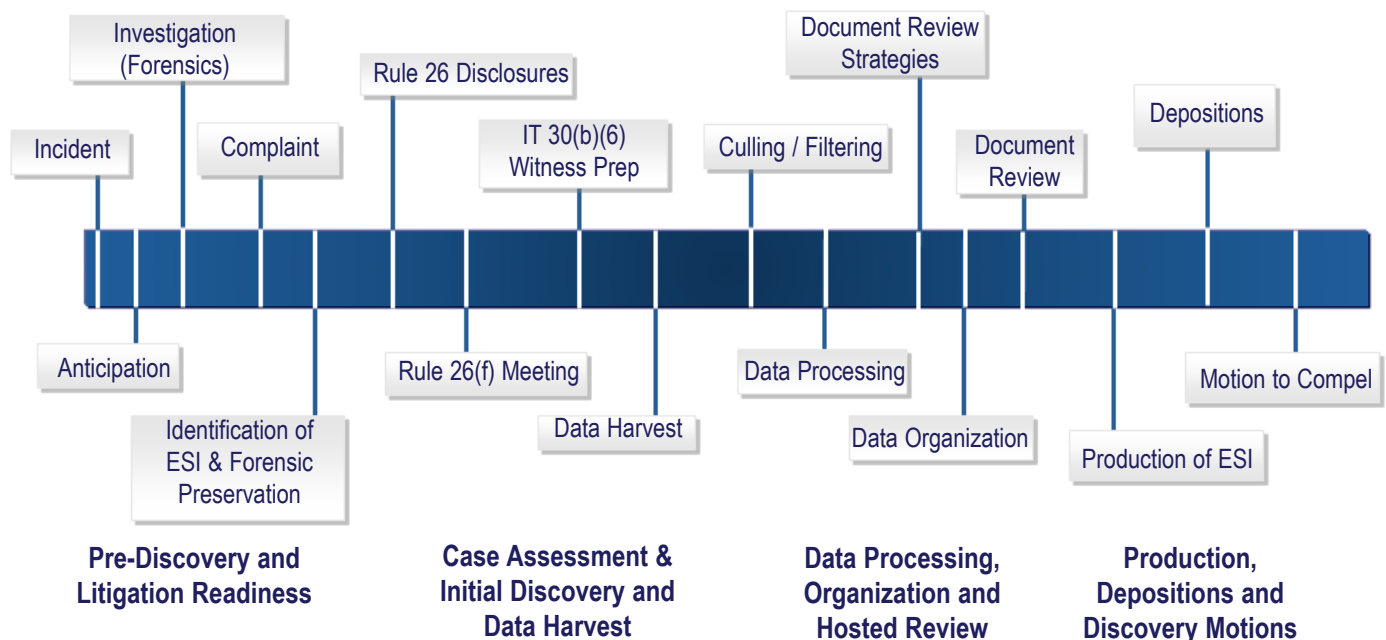 Investigation
(Forensics)
Document Review
Strategies
Rule 26 Disclosures
Depositions
Incident
Complaint
IT 30(b)(6)
Witness Prep
Culling / Filtering
Document
Review
Anticipation
Rule 26(f) Meeting
Data Processing
Motion to Compel
Identification of
ESI & Forensic
Preservation
Data Harvest
Data Organization
Production of ESI
Pre-Discovery and
Litigation Readiness
Case Assessment &
Initial Discovery and
Data Harvest
Data Processing,
Organization and
Hosted Review
Production,
Depositions and
Discovery Motions